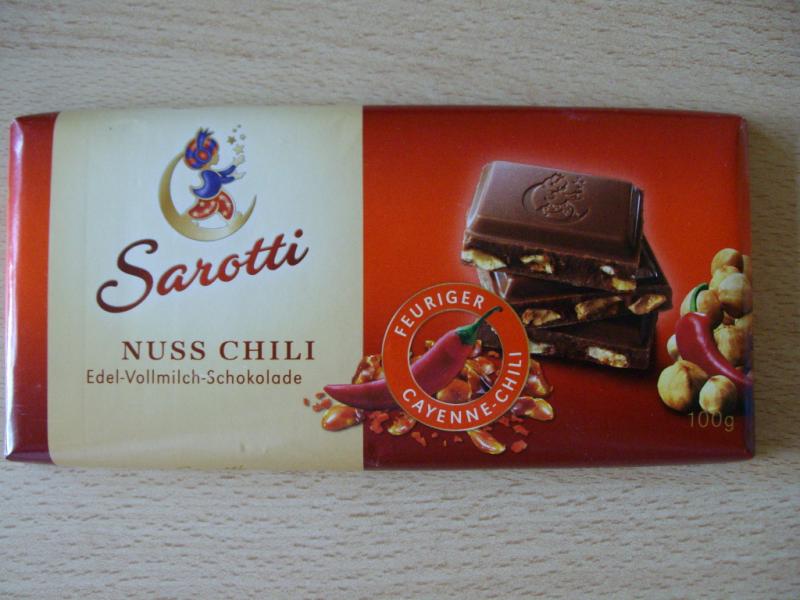 Sarotti
NUSS CHILI
Edel-Vollmilch-Schokolade
FEURIGER
CAYENNE-CHILI
100g